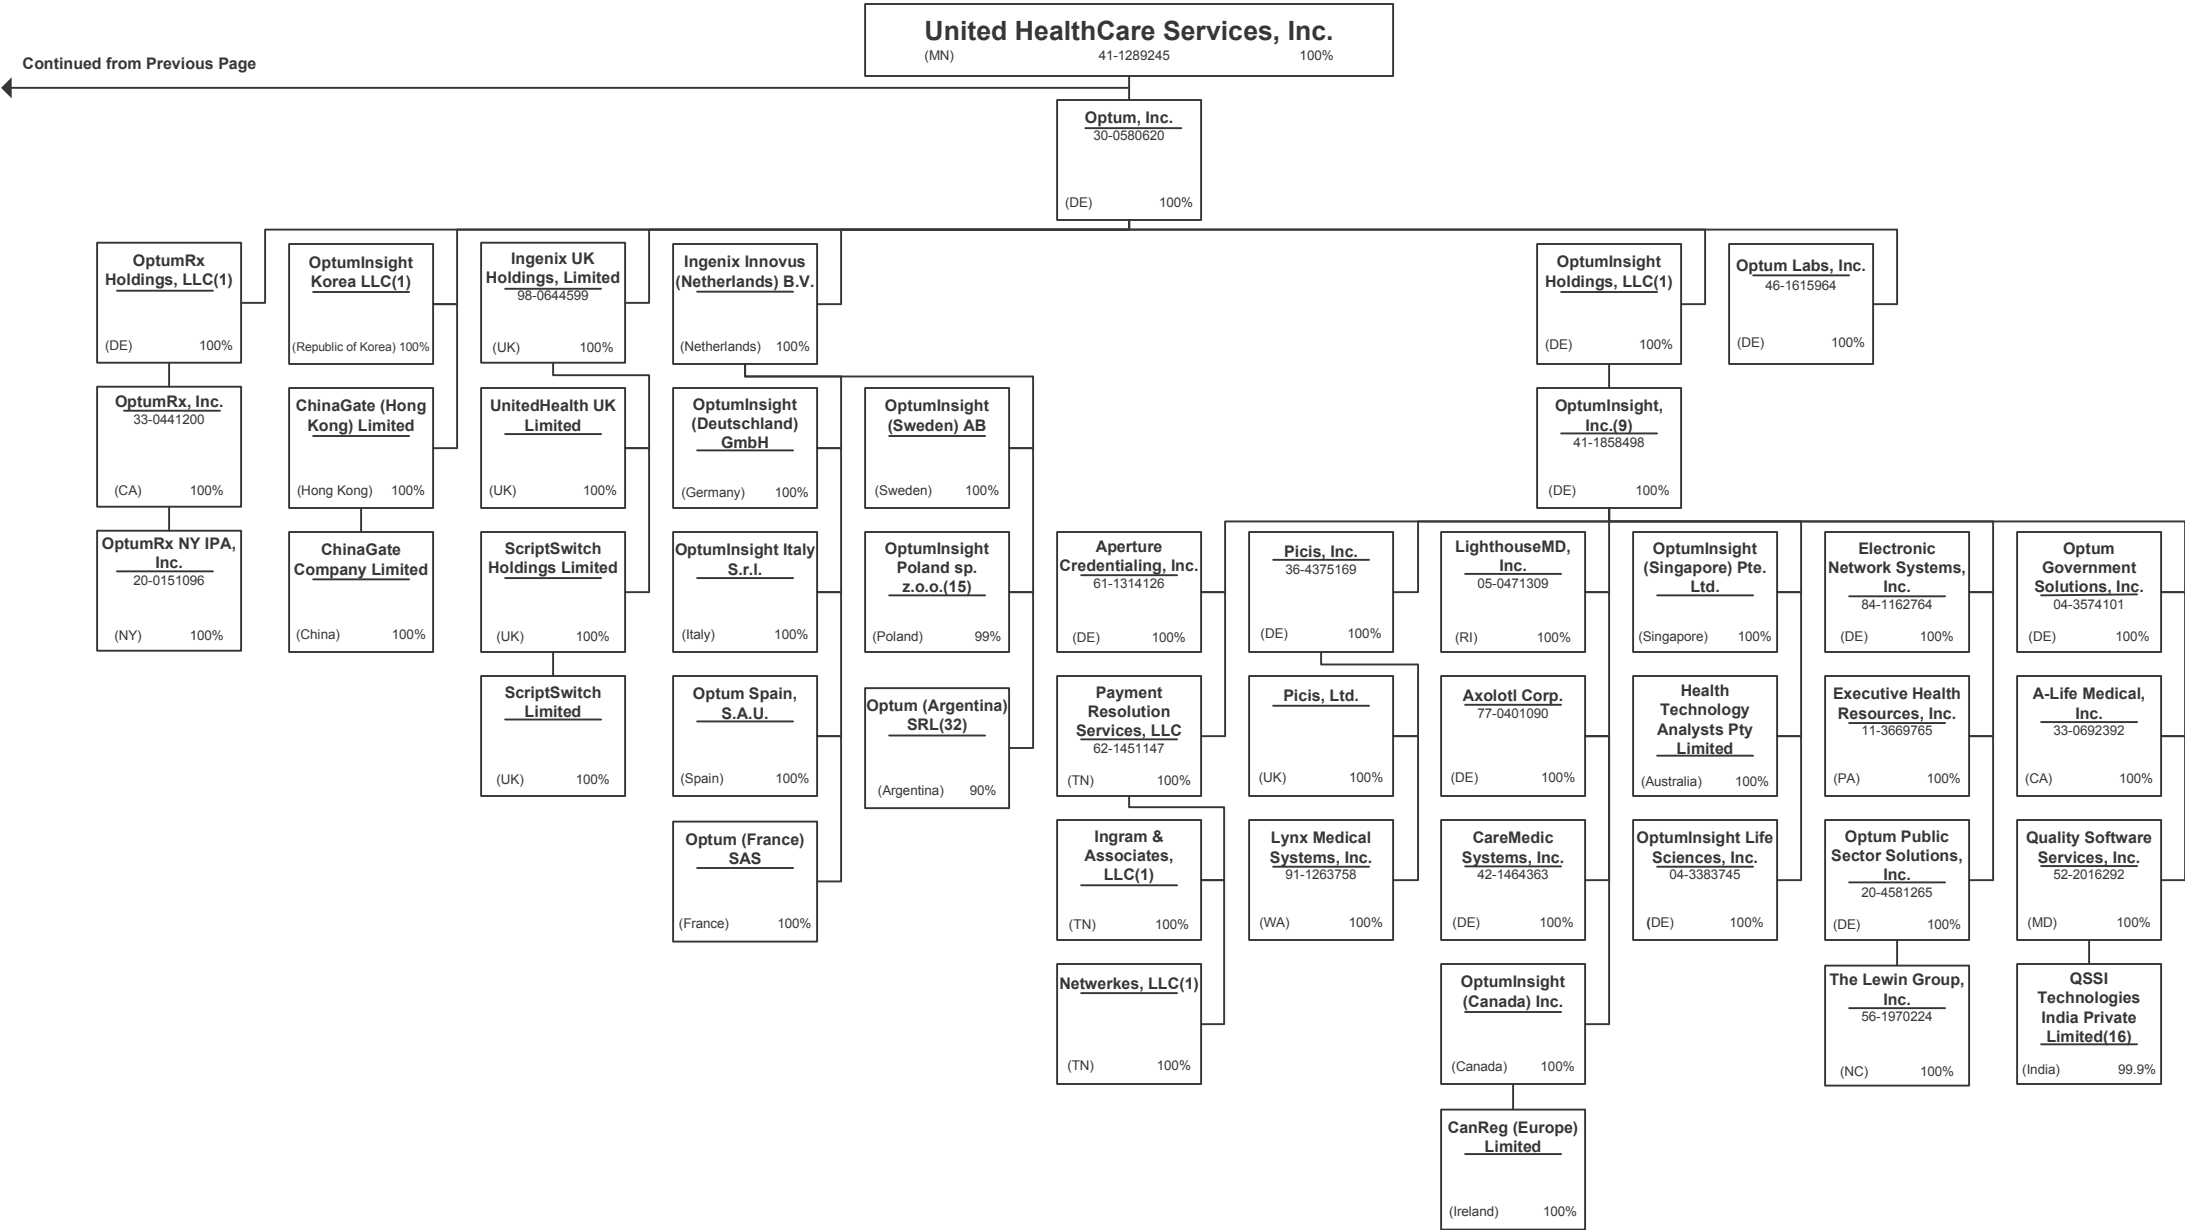 United HealthCare Services, Inc.
(MN) 41-1289245 100%
Continued from Previous Page
Optum, Inc.
30-0580620
(DE) 100%
OptumRx
Holdings, LLC(1)
(DE) 100%
OptumInsight
Korea LLC(1)
(Republic of Korea) 100%
Ingenix UK
Holdings, Limited
98-0644599
(UK) 100%
Ingenix Innovus
(Netherlands) B.V.
(Netherlands) 100%
OptumInsight
Holdings, LLC(1)
(DE) 100%
Optum Labs, Inc.
46-1615964
(DE) 100%
OptumRx, Inc.
33-0441200
(CA) 100%
ChinaGate (Hong
Kong) Limited
(Hong Kong) 100%
UnitedHealth UK
Limited
(UK) 100%
OptumInsight
(Deutschland)
GmbH
(Germany) 100%
OptumInsight
(Sweden) AB
(Sweden) 100%
OptumInsight,
Inc.(9)
41-1858498
(DE) 100%
OptumRx NY IPA,
Inc.
20-0151096
(NY) 100%
ChinaGate
Company Limited
(China) 100%
ScriptSwitch
Holdings Limited
(UK) 100%
OptumInsight Italy
S.r.l.
(Italy) 100%
OptumInsight
Poland sp.
z.o.o.(15)
(Poland) 99%
Aperture
Credentialing, Inc.
61-1314126
(DE) 100%
Picis, Inc.
36-4375169
(DE) 100%
LighthouseMD,
Inc.
05-0471309
(RI) 100%
OptumInsight
(Singapore) Pte.
Ltd.
(Singapore) 100%
Electronic
Network Systems,
Inc.
84-1162764
(DE) 100%
Optum
Government
Solutions, Inc.
04-3574101
(DE) 100%
ScriptSwitch
Limited
(UK) 100%
Optum Spain,
S.A.U.
(Spain) 100%
Optum (Argentina)
SRL(32)
(Argentina) 90%
Payment
Resolution
Services, LLC
62-1451147
(TN) 100%
Picis, Ltd.
(UK) 100%
Axolotl Corp.
77-0401090
(DE) 100%
Health
Technology
Analysts Pty
Limited
(Australia) 100%
Executive Health
Resources, Inc.
11-3669765
(PA) 100%
A-Life Medical,
Inc.
33-0692392
(CA) 100%
Optum (France)
SAS
(France) 100%
Ingram &
Associates,
LLC(1)
(TN) 100%
Lynx Medical
Systems, Inc.
91-1263758
(WA) 100%
CareMedic
Systems, Inc.
42-1464363
(DE) 100%
OptumInsight Life
Sciences, Inc.
04-3383745
(DE) 100%
Optum Public
Sector Solutions,
Inc.
20-4581265
(DE) 100%
Quality Software
Services, Inc.
52-2016292
(MD) 100%
Netwerkes, LLC(1)
(TN) 100%
OptumInsight
(Canada) Inc.
(Canada) 100%
The Lewin Group,
Inc.
56-1970224
(NC) 100%
QSSI
Technologies
India Private
Limited(16)
(India) 99.9%
CanReg (Europe)
Limited
(Ireland) 100%